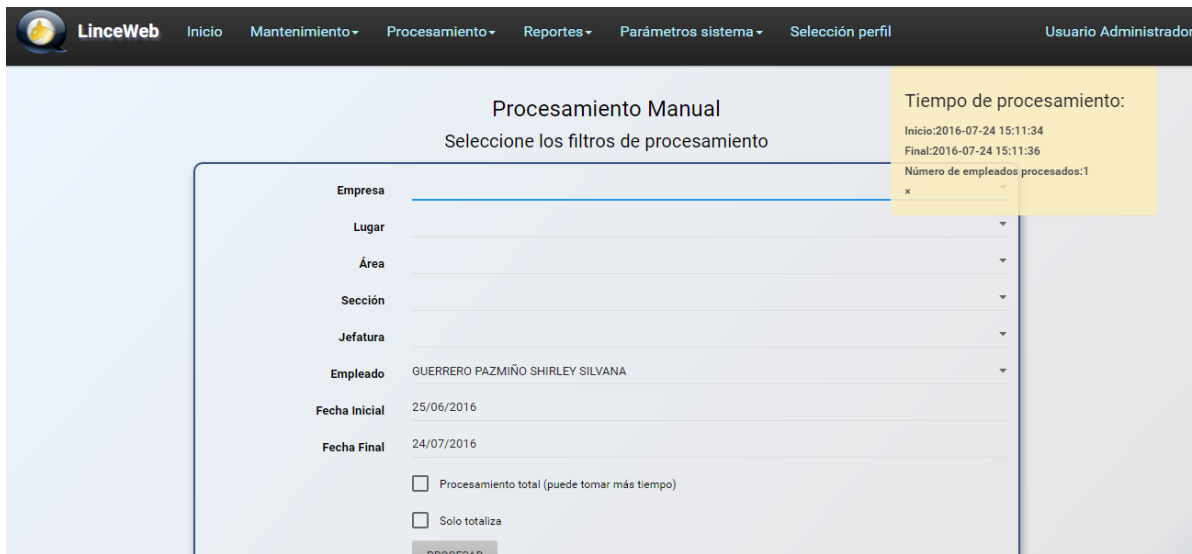 LinceWeb Inicio Mantenimiento Procesamiento Reportes Parámetros sistema Selección perfil Usuario Administrador
Procesamiento Manual
Seleccione los filtros de procesamiento
Tiempo de procesamiento:
Inicio:2016-07-24 15:11:34
Final:2016-07-24 15:11:36
Número de empleados procesados:1
×
Empresa
Lugar
Área
Sección
Jefatura
Empleado GUERRERO PAZMIÑO SHIRLEY SILVANA
Fecha Inicial 25/06/2016
Fecha Final 24/07/2016
Procesamiento total (puede tomar más tiempo)
Solo totaliza
PROCESAR